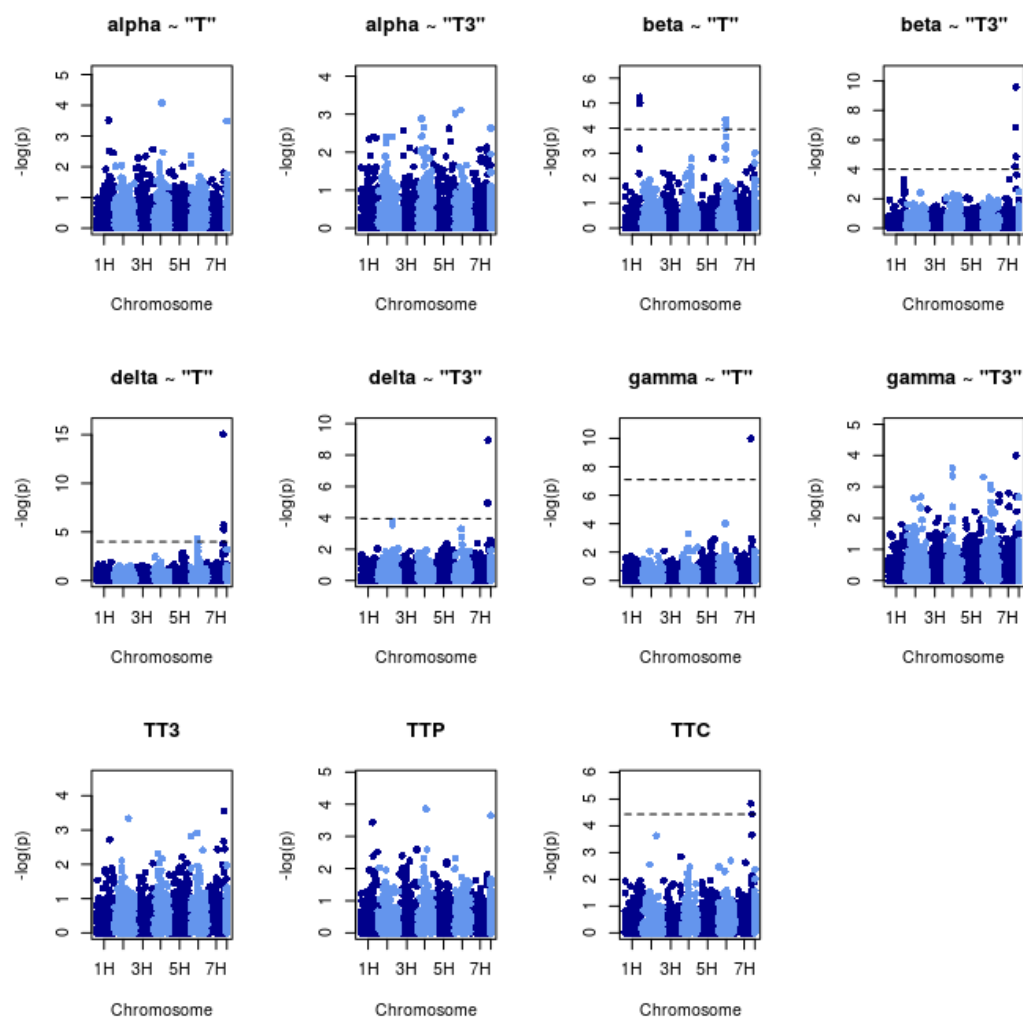 alpha ~ "T"
-log(p)
5
4
3
2
1
0
1H 3H 5H 7H
Chromosome
alpha ~ "T3"
-log(p)
4
3
2
1
0
1H 3H 5H 7H
Chromosome
beta ~ "T"
-log(p)
6
5
4
3
2
1
0
1H 3H 5H 7H
Chromosome
beta ~ "T3"
-log(p)
10
8
6
4
2
0
1H 3H 5H 7H
Chromosome
delta ~ "T"
-log(p)
15
10
5
0
1H 3H 5H 7H
Chromosome
delta ~ "T3"
-log(p)
10
8
6
4
2
0
1H 3H 5H 7H
Chromosome
gamma ~ "T"
-log(p)
10
8
6
4
2
0
1H 3H 5H 7H
Chromosome
gamma ~ "T3"
-log(p)
5
4
3
2
1
0
1H 3H 5H 7H
Chromosome
TT3
-log(p)
4
3
2
1
0
1H 3H 5H 7H
Chromosome
TTP
-log(p)
5
4
3
2
1
0
1H 3H 5H 7H
Chromosome
TTC
-log(p)
6
5
4
3
2
1
0
1H 3H 5H 7H
Chromosome